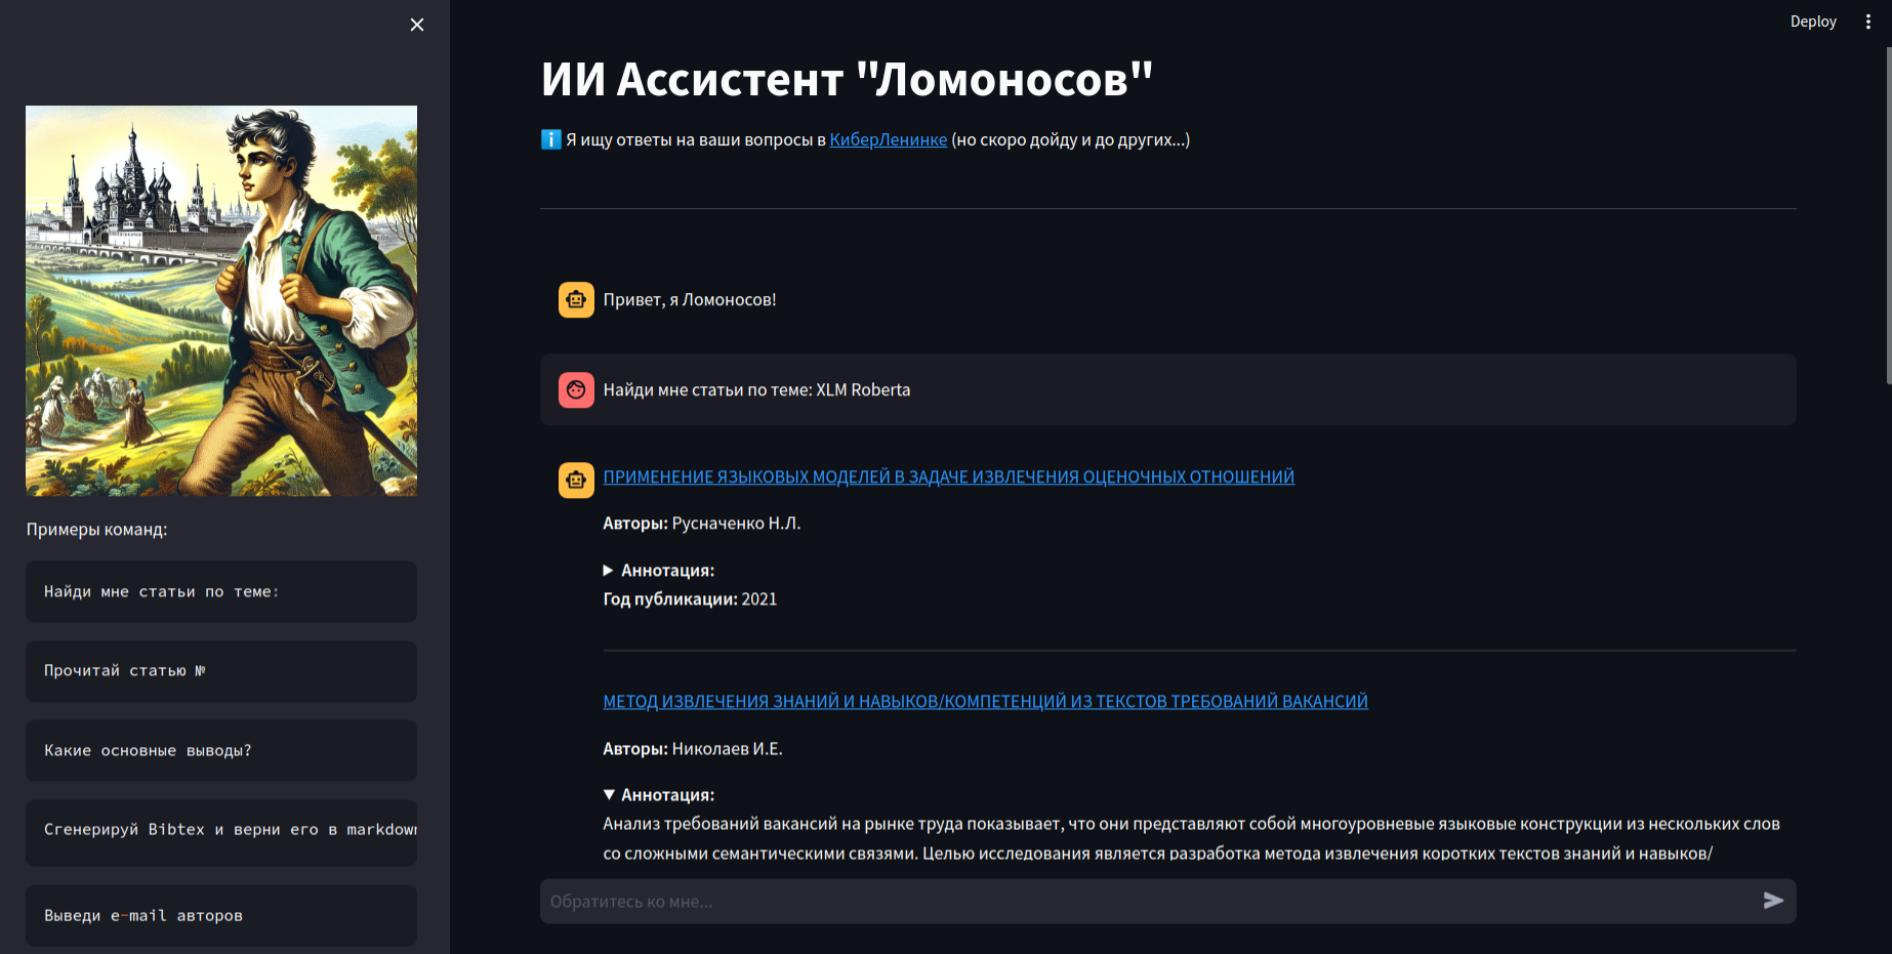 Deploy
ИИ Ассистент "Ломоносов"
Я ищу ответы на ваши вопросы в КиберЛенинке (но скоро дойду и до других...)
Привет, я Ломоносов!
Найди мне статьи по теме: XLM Roberta
ПРИМЕНЕНИЕ ЯЗЫКОВЫХ МОДЕЛЕЙ В ЗАДАЧЕ ИЗВЛЕЧЕНИЯ ОЦЕНОЧНЫХ ОТНОШЕНИЙ
Авторы: Русначенко Н.Л.
Аннотация:
Год публикации: 2021
МЕТОД ИЗВЛЕЧЕНИЯ ЗНАНИЙ И НАВЫКОВ/КОМПЕТЕНЦИЙ ИЗ ТЕКСТОВ ТРЕБОВАНИЙ ВАКАНСИЙ
Авторы: Николаев И.Е.
Аннотация:
Анализ требований вакансий на рынке труда показывает, что они представляют собой многоуровневые языковые конструкции из нескольких слов
со сложными семантическими связями. Целью исследования является разработка метода извлечения коротких текстов знаний и навыков/
Обратитесь ко мне...
Примеры команд:
Найди мне статьи по теме:
Прочитай статью №
Какие основные выводы?
Сгенерируй Bibtex и верни его в markdown
Выведи e-mail авторов